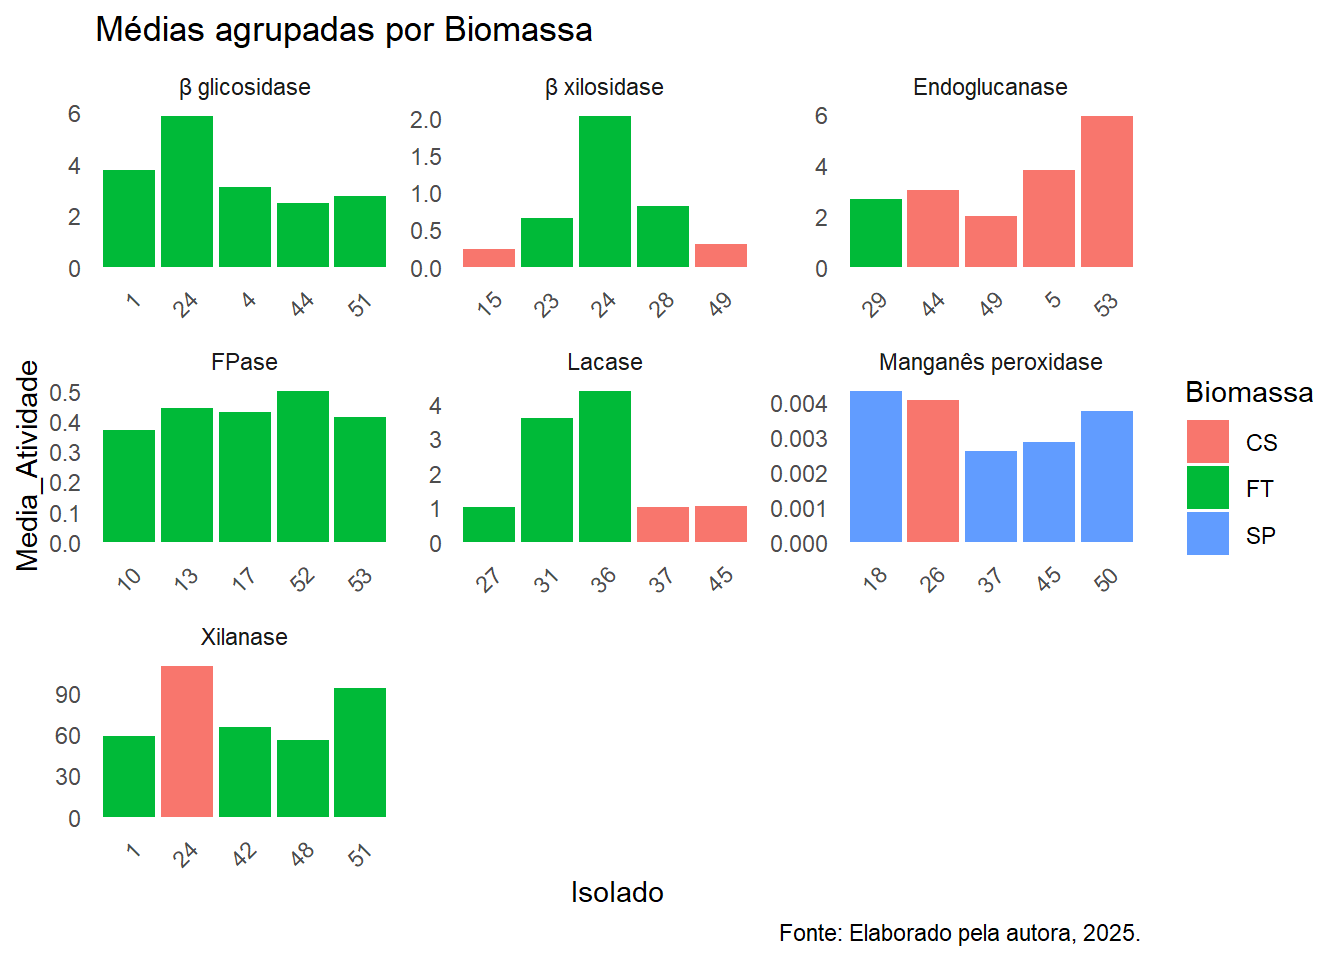 Médias agrupadas por Biomassa
β glicosidase
6
4
2
0
1 24 4 44 51
β xilosidase
2.0
1.5
1.0
0.5
0.0
15 23 24 28 49
Endoglucanase
6
4
2
0
29 44 49 5 53
Media_Atividade
FPase
0.5
0.4
0.3
0.2
0.1
0.0
10 13 17 52 53
Lacase
4
3
2
1
0
27 31 36 37 45
Manganês peroxidase
0.004
0.003
0.002
0.001
0.000
18 26 37 45 50
Biomassa
CS
FT
SP
Xilanase
90
60
30
0
1 24 42 48 51
Isolado
Fonte: Elaborado pela autora, 2025.